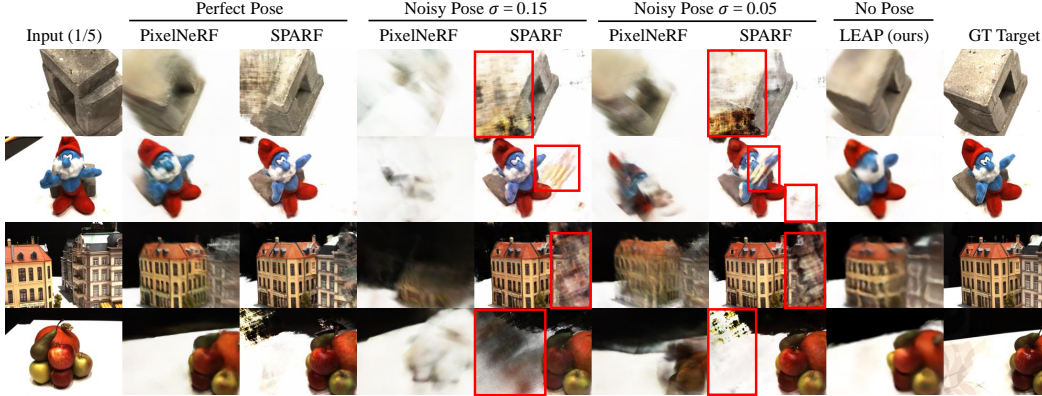 Perfect Pose Noisy Pose σ = 0.15 Noisy Pose σ = 0.05 No Pose
Input (1/5) PixelNeRF SPARF PixelNeRF SPARF PixelNeRF SPARF LEAP (ours) GT Target